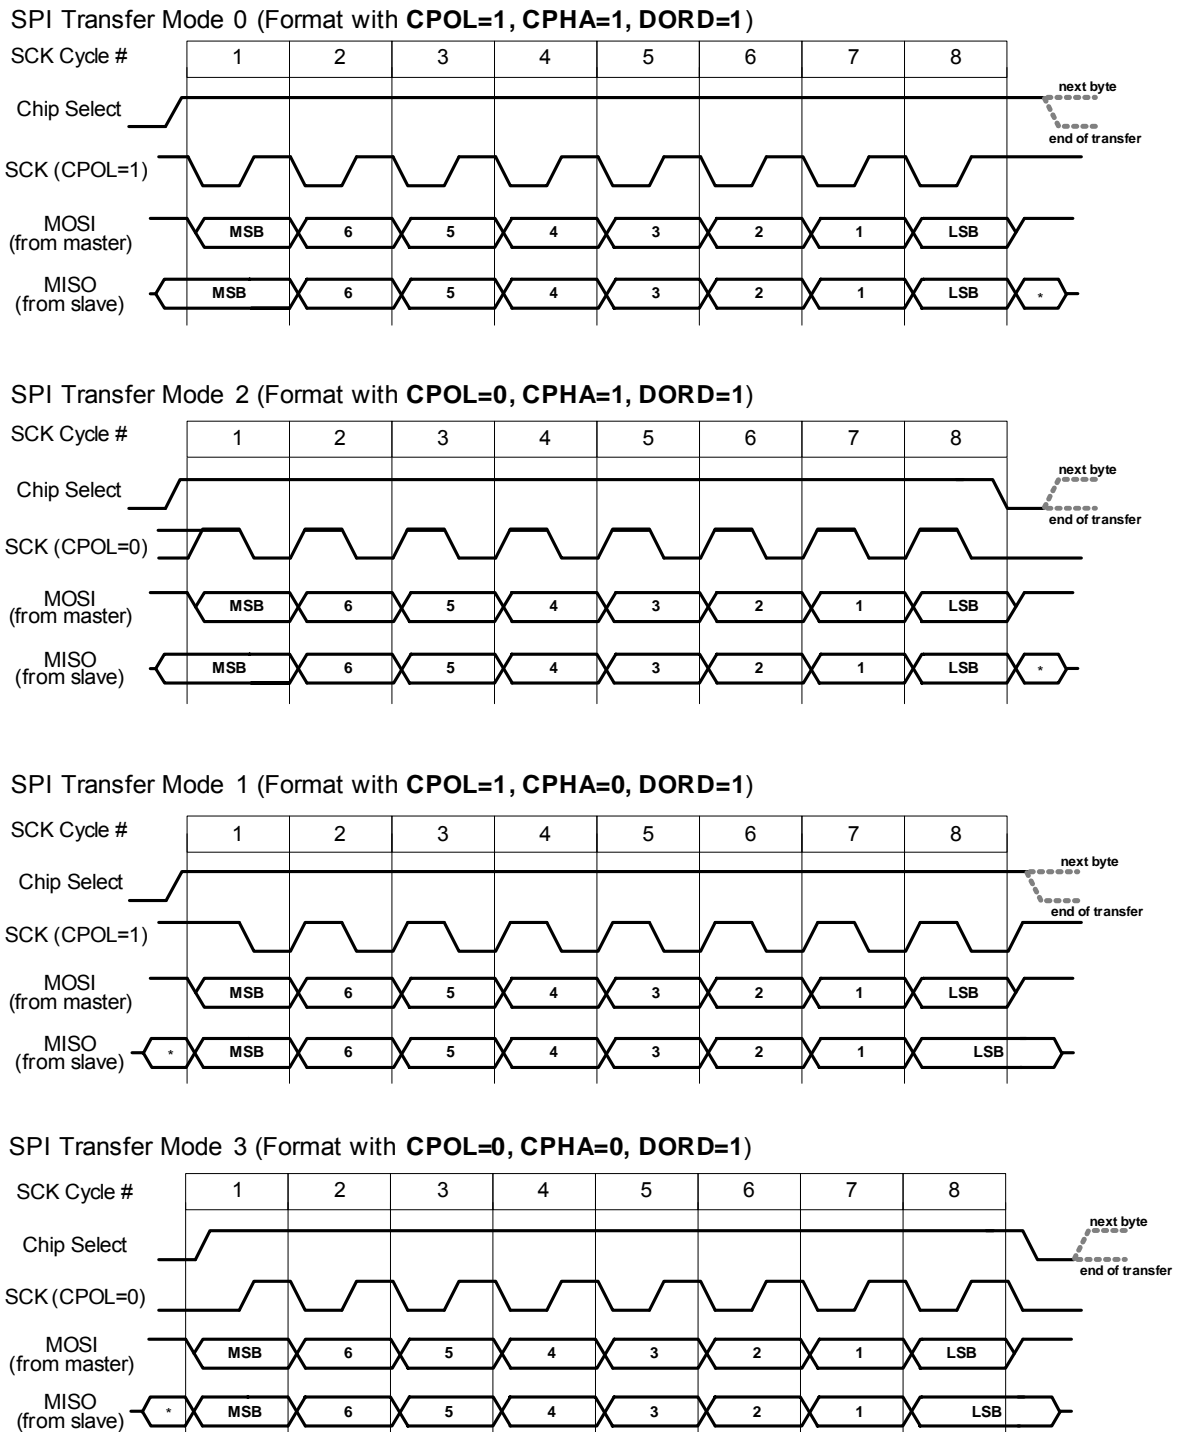 SPI Transfer Mode 0 (Format with CPOL=1, CPHA=1, DORD=1)
SCK Cycle # 1 2 3 4 5 6 7 8
next byte
Chip Select
end of transfer
SCK (CPOL=1)
MOSI
(from master)
MSB 6 5 4 3 2 1 LSB
MISO
(from slave)
MSB 6 5 4 3 2 1 LSB *
SPI Transfer Mode 2 (Format with CPOL=0, CPHA=1, DORD=1)
SCK Cycle # 1 2 3 4 5 6 7 8
next byte
Chip Select
end of transfer
SCK (CPOL=0)
MOSI
(from master)
MSB 6 5 4 3 2 1 LSB
MISO
(from slave)
MSB 6 5 4 3 2 1 LSB *
SPI Transfer Mode 1 (Format with CPOL=1, CPHA=0, DORD=1)
SCK Cycle # 1 2 3 4 5 6 7 8
next byte
Chip Select
end of transfer
SCK (CPOL=1)
MOSI
(from master)
MSB 6 5 4 3 2 1 LSB
MISO
(from slave)
* MSB 6 5 4 3 2 1 LSB
SPI Transfer Mode 3 (Format with CPOL=0, CPHA=0, DORD=1)
SCK Cycle # 1 2 3 4 5 6 7 8
next byte
Chip Select
end of transfer
SCK (CPOL=0)
MOSI
(from master)
MSB 6 5 4 3 2 1 LSB
MISO
(from slave)
* MSB 6 5 4 3 2 1 LSB